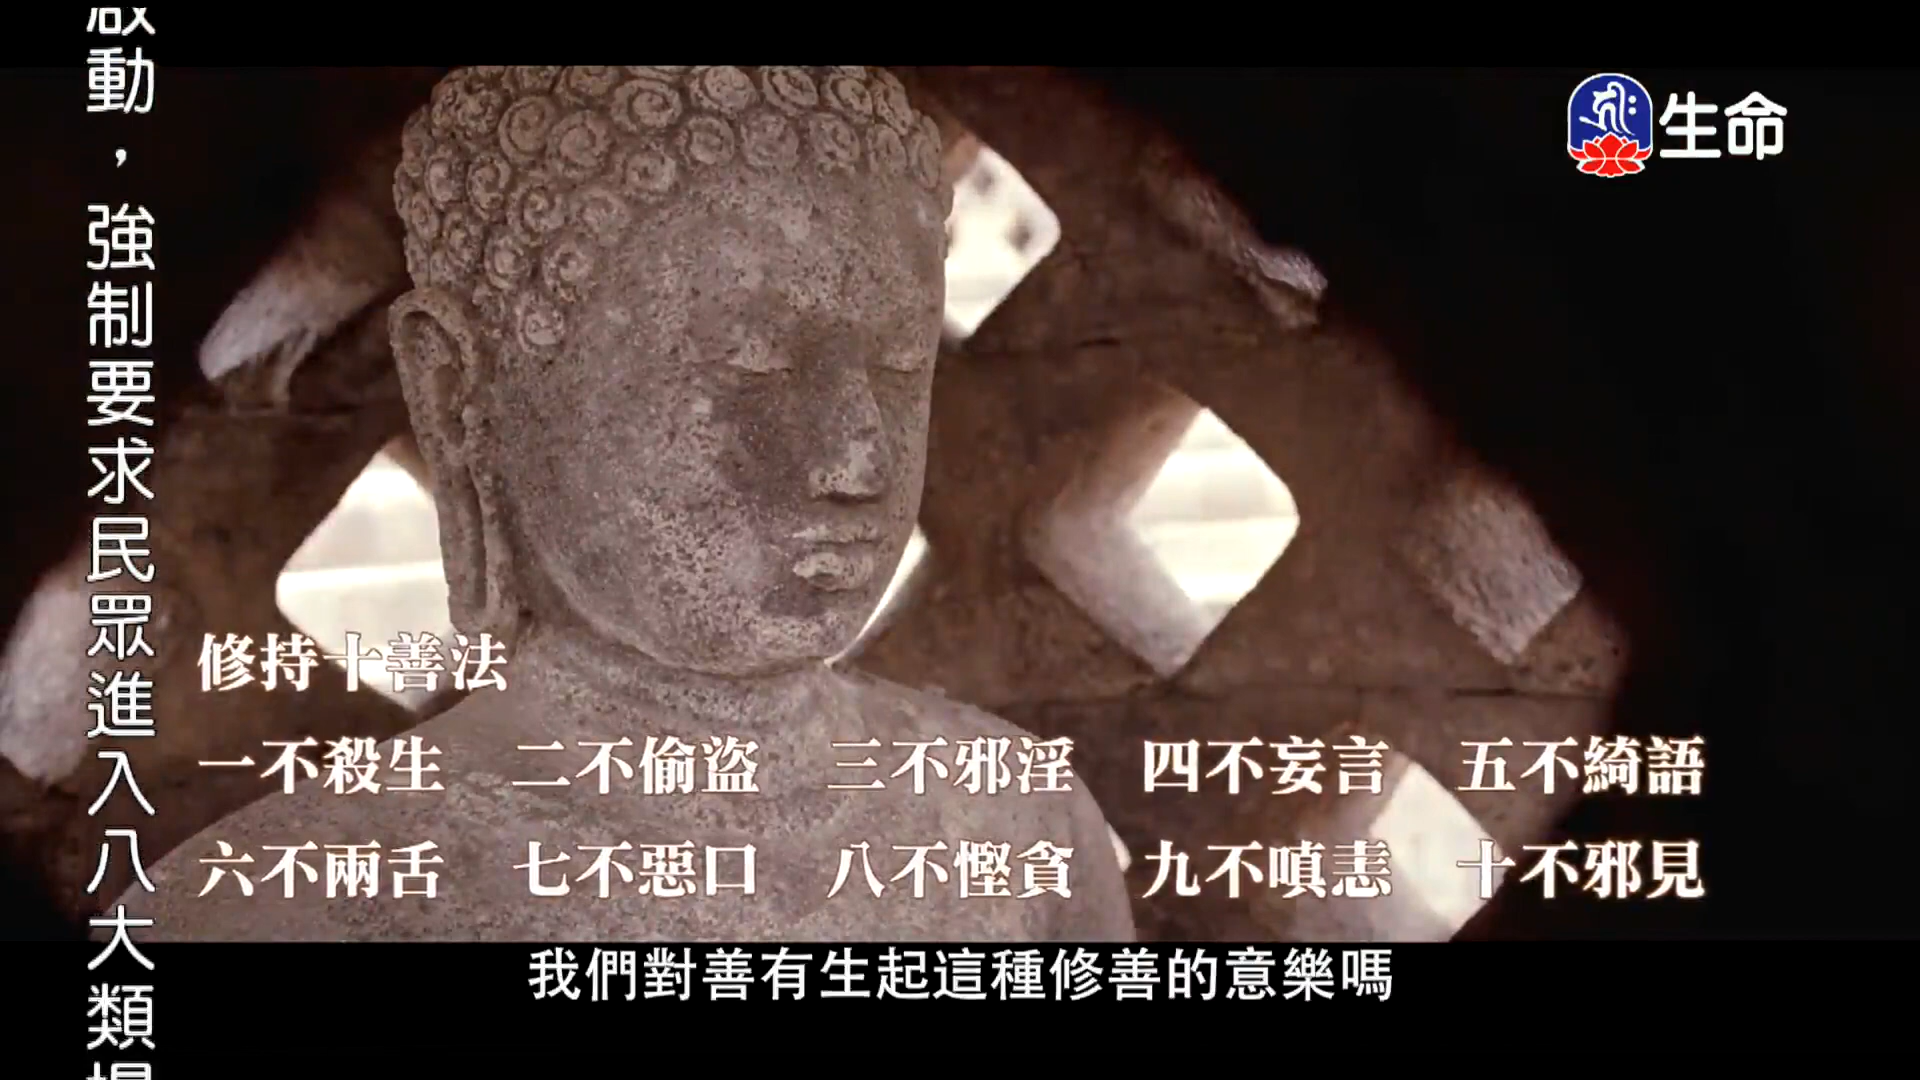 啟動，強制要求民眾進入八大類場
生命
修持十善法
一不殺生 二不偷盜 三不邪淫 四不妄言 五不綺語
六不兩舌 七不惡口 八不慳貪 九不嗔恚 十不邪見
我們對善有生起這種修善的意樂嗎